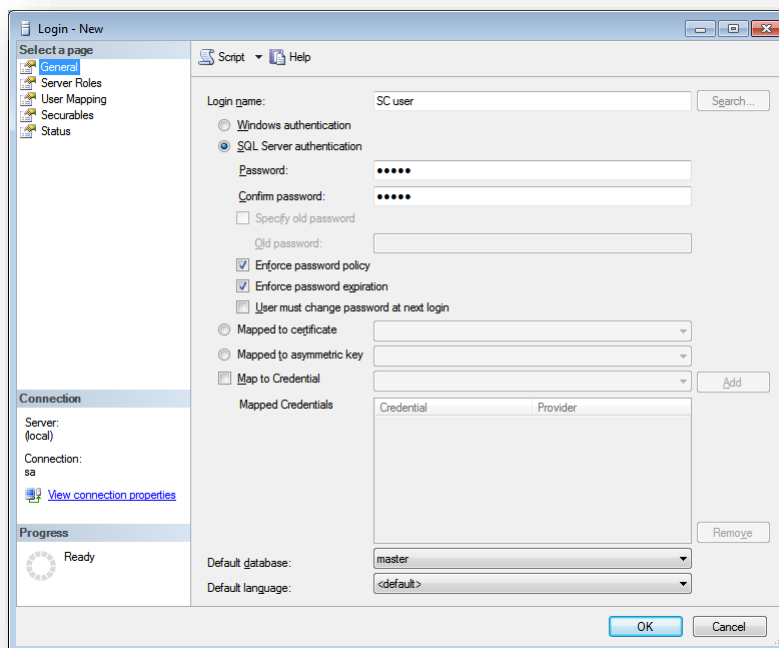 Login - New
Select a page
General
Server Roles
User Mapping
Securables
Status
Script Help
Login name: SC user Search...
Windows authentication
SQL Server authentication
Password: •••••
Confirm password: •••••
Specify old password
Old password:
Enforce password policy
Enforce password expiration
User must change password at next login
Mapped to certificate
Mapped to asymmetric key
Map to Credential Add
Mapped Credentials Credential Provider
Remove
Default database: master
Default language: <default>
Connection
Server:
(local)
Connection:
sa
View connection properties
Progress
Ready
OK Cancel